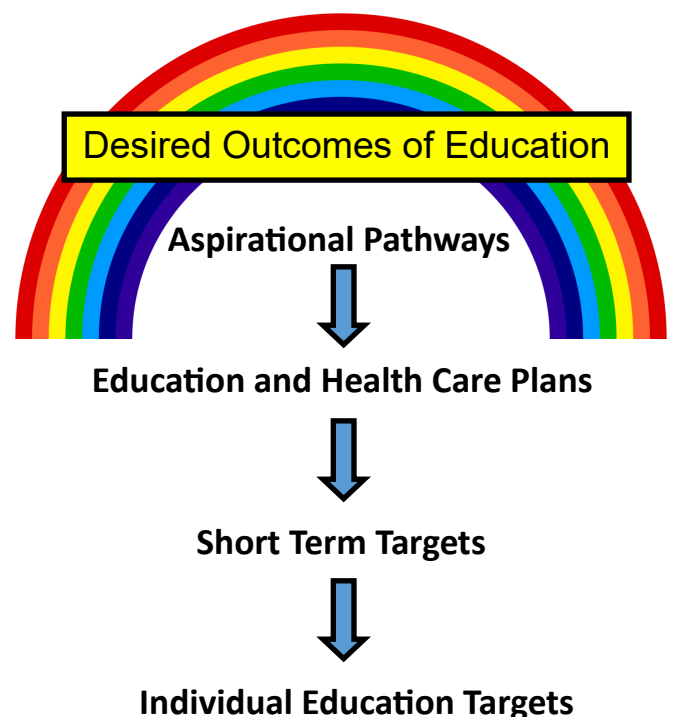 Desired Outcomes of Education
Aspirational Pathways
Education and Health Care Plans
Short Term Targets
Individual Education Targets